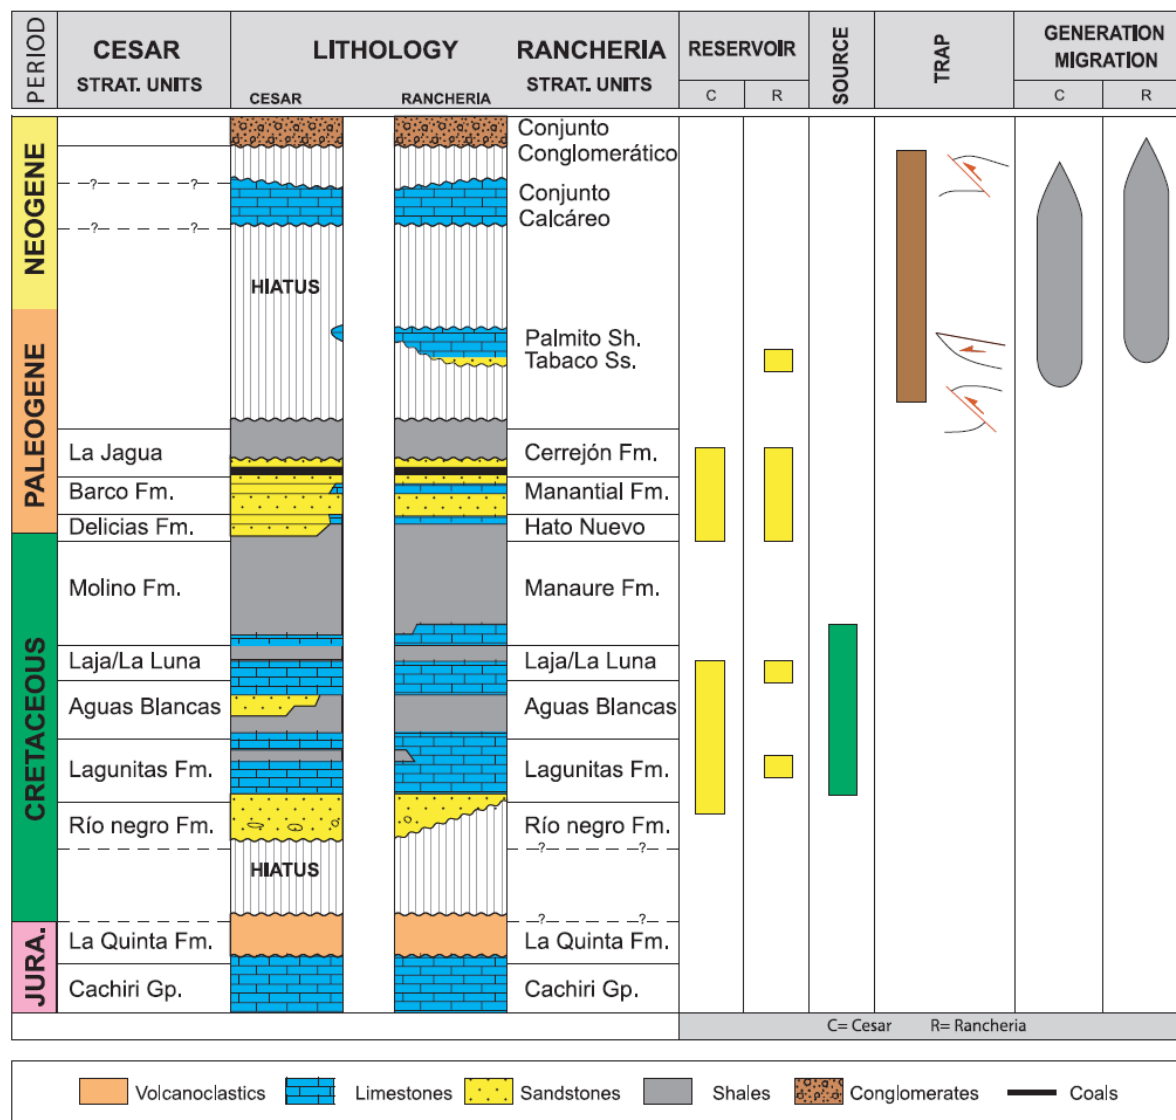 PERIOD
CESAR
STRAT. UNITS
LITHOLOGY
CESAR
RANCHERIA
RANCHERIA
STRAT. UNITS
RESERVOIR
C
R
SOURCE
TRAP
GENERATION
MIGRATION
C
R
NEOGENE
PALEOGENE
CRETACEOUS
JURA.
Conjunto
Conglomerático
?
?
Conjunto
Calcáreo
?
?
HIATUS
Palmito Sh.
Tabaco Ss.
La Jagua
Cerrejón Fm.
Barco Fm.
Manantial Fm.
Delicias Fm.
Hato Nuevo
Molino Fm.
Manaure Fm.
Laja/La Luna
Laja/La Luna
Aguas Blancas
Aguas Blancas
Lagunitas Fm.
Lagunitas Fm.
Río negro Fm.
Río negro Fm.
?
?
HIATUS
?
?
La Quinta Fm.
La Quinta Fm.
Cachiri Gp.
Cachiri Gp.
C= Cesar R= Rancheria
Volcanoclastics Limestones Sandstones Shales Conglomerates Coals